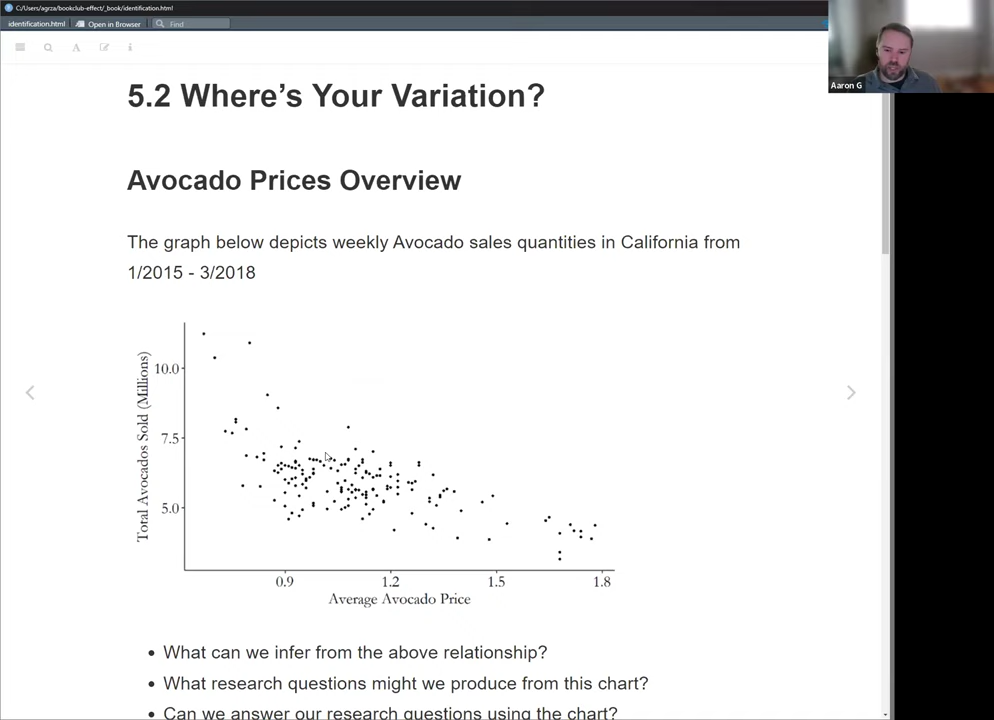 C:/Users/agrza/bookclub-effect/_book/identification.html
identification.html
Open in Browser
Find
Aaron G
5.2 Where's Your Variation?
Avocado Prices Overview
The graph below depicts weekly Avocado sales quantities in California from
1/2015 - 3/2018
Total Avocados Sold (Millions)
10.0
7.5
5.0
0.9
1.2
1.5
1.8
Average Avocado Price
• What can we infer from the above relationship?
• What research questions might we produce from this chart?
• Can we answer our research questions using the chart?